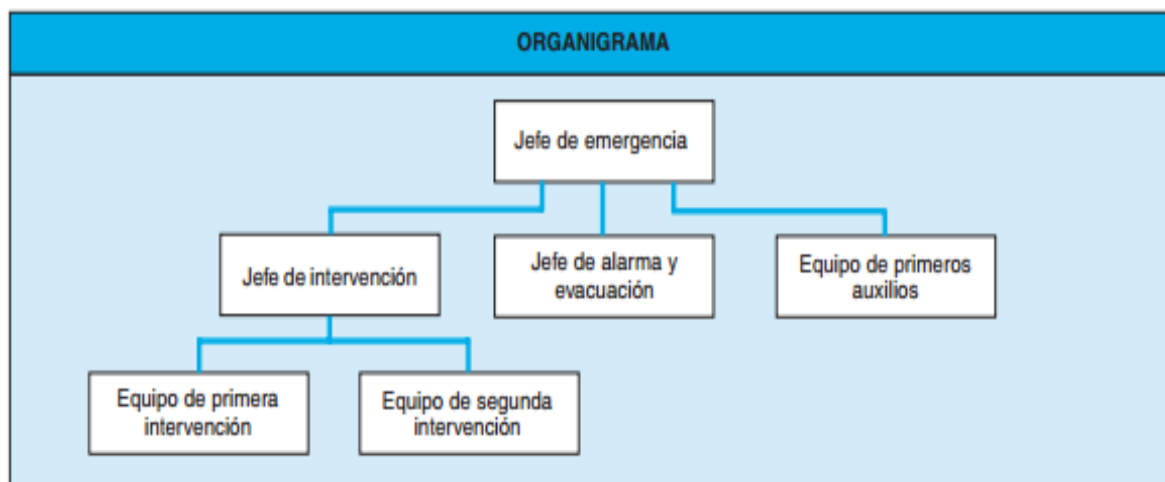 ORGANIGRAMA
Jefe de emergencia
Jefe de intervención
Jefe de alarma y
evacuación
Equipo de primeros
auxilios
Equipo de primera
intervención
Equipo de segunda
intervención